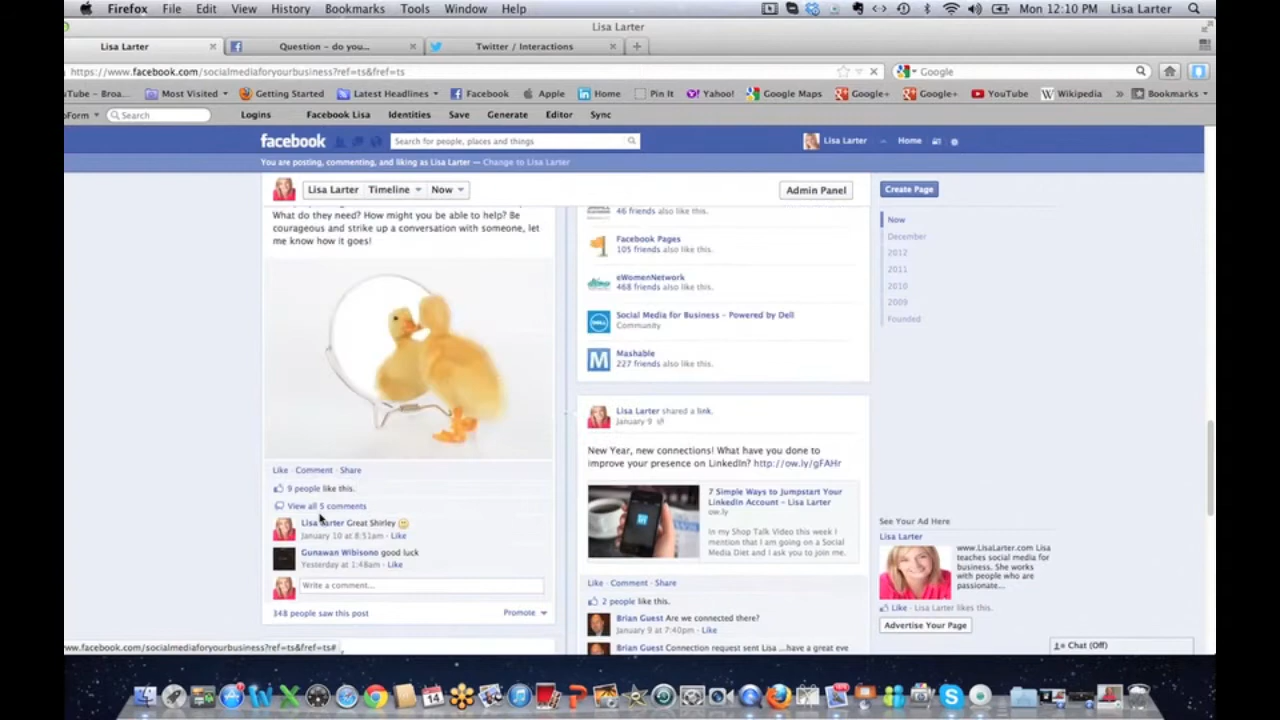 Firefox File Edit View History Bookmarks Tools Window Help Mon 12:10 PM Lisa Larter
Lisa Larter
Lisa Larter Question – do you... Twitter / Interactions
https://www.facebook.com/socialmediaforyourbusiness?ref=ts&fref=ts Google
uTube – Broa... Most Visited Getting Started Latest Headlines Facebook Apple Home Pin It Yahoo! Google Maps Google+ Google+ YouTube Wikipedia » Bookmarks
oForm Search Logins Facebook Lisa Identities Save Generate Editor Sync
facebook Search for people, places and things Lisa Larter Home
You are posting, commenting, and liking as Lisa Larter — Change to Lisa Larter
Lisa Larter Timeline Now Admin Panel Create Page
What do they need? How might you be able to help? Be
courageous and strike up a conversation with someone, let
me know how it goes!
Like · Comment · Share
9 people like this.
View all 5 comments
Lisa Larter Great Shirley
January 10 at 8:51am · Like
Gunawan Wibisono good luck
Yesterday at 1:48am · Like
Write a comment...
348 people saw this post Promote
46 friends also like this.
Facebook Pages
105 friends also like this.
eWomenNetwork
468 friends also like this.
DELL
Social Media for Business – Powered by Dell
Community
M
Mashable
227 friends also like this.
Lisa Larter shared a link.
January 9
New Year, new connections! What have you done to
improve your presence on LinkedIn? http://ow.ly/gFAHr
7 Simple Ways to Jumpstart Your
LinkedIn Account – Lisa Larter
ow.ly
In my Shop Talk Video this week I
mention that I am going on a Social
Media Diet and I ask you to join me.
Like · Comment · Share
2 people like this.
Brian Guest Are we connected there?
January 9 at 7:40pm · Like
Brian Guest Connection request sent Lisa ...have a great eve
Now
December
2012
2011
2010
2009
Founded
See Your Ad Here
Lisa Larter
www.LisaLarter.com Lisa
teaches social media for
business. She works
with people who are
passionate...
Like · Lisa Larter likes this.
Advertise Your Page
Chat (Off)
www.facebook.com/socialmediaforyourbusiness?ref=ts&fref=ts#
14